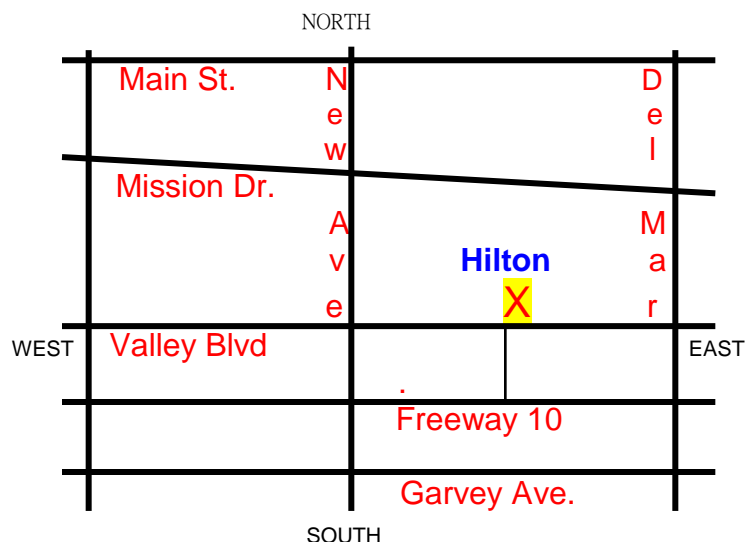 NORTH
Main St.
New Ave
Del Mar
Mission Dr.
Hilton
X
WEST
Valley Blvd
EAST
.
Freeway 10
Garvey Ave.
SOUTH